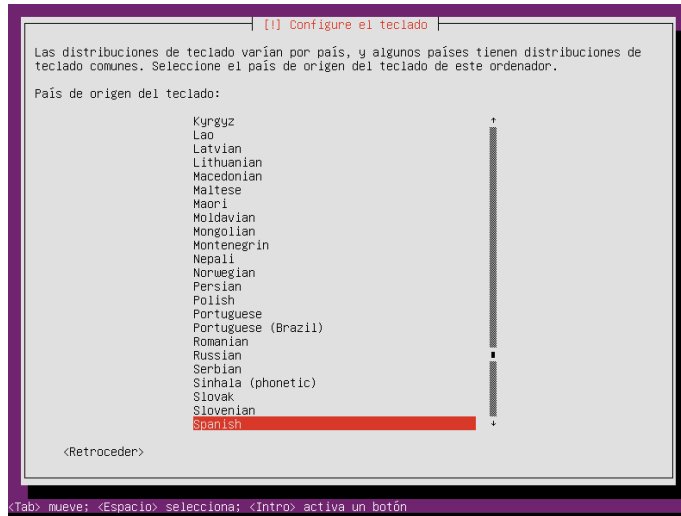 [!] Configure el teclado
Las distribuciones de teclado varían por país, y algunos países tienen distribuciones de
teclado comunes. Seleccione el país de origen del teclado de este ordenador.
País de origen del teclado:
Kyrgyz
Lao
Latvian
Lithuanian
Macedonian
Maltese
Maori
Moldavian
Mongolian
Montenegrin
Nepali
Norwegian
Persian
Polish
Portuguese
Portuguese (Brazil)
Romanian
Russian
Serbian
Sinhala (phonetic)
Slovak
Slovenian
Spanish
<Retroceder>
<Tab> mueve; <Espacio> selecciona; <Intro> activa un botón